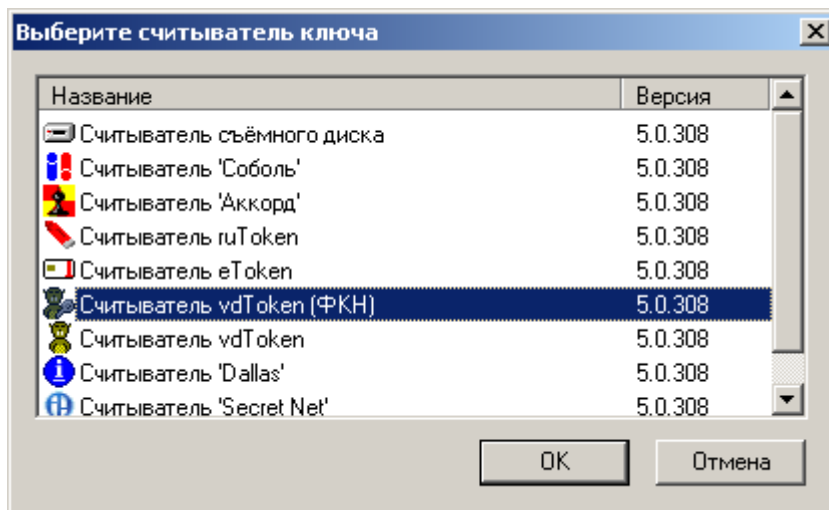 Выберите считыватель ключа
Название Версия
Считыватель съёмного диска 5.0.308
Считыватель 'Соболь' 5.0.308
Считыватель 'Аккорд' 5.0.308
Считыватель ruToken 5.0.308
Считыватель eToken 5.0.308
Считыватель vdToken (ФКН) 5.0.308
Считыватель vdToken 5.0.308
Считыватель 'Dallas' 5.0.308
Считыватель 'Secret Net' 5.0.308
OK Отмена